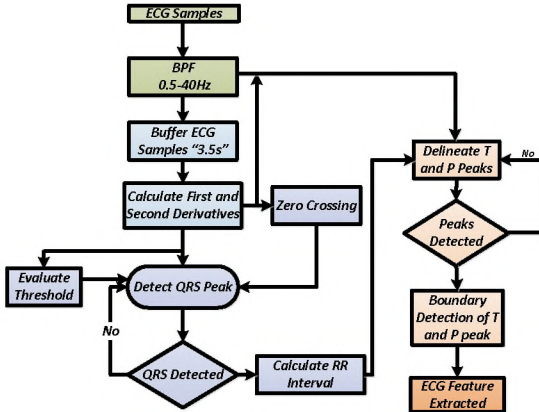 ECG Samples
BPF
0.5-40Hz
Buffer ECG
Samples “3.5s”
Calculate First and
Second Derivatives
Zero Crossing
Evaluate
Threshold
Detect QRS Peak
No
QRS Detected
Calculate RR
Interval
Delineate T
and P Peaks
No
Peaks
Detected
Boundary
Detection of T
and P peak
ECG Feature
Extracted